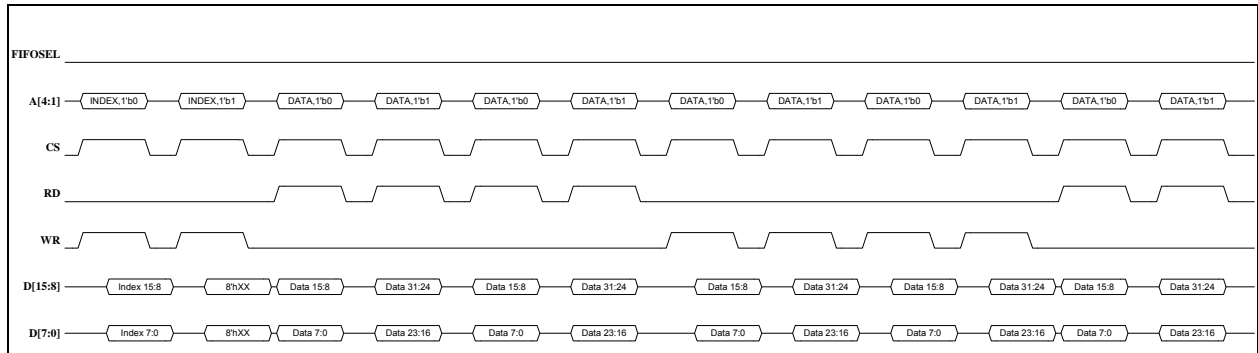 FIFOSEL
A[4:1] INDEX,1'b0 INDEX,1'b1 DATA,1'b0 DATA,1'b1 DATA,1'b0 DATA,1'b1 DATA,1'b0 DATA,1'b1 DATA,1'b0 DATA,1'b1 DATA,1'b0 DATA,1'b1
CS
RD
WR
D[15:8] Index 15:8 8'hXX Data 15:8 Data 31:24 Data 15:8 Data 31:24 Data 15:8 Data 31:24 Data 15:8 Data 31:24 Data 15:8 Data 31:24
D[7:0] Index 7:0 8'hXX Data 7:0 Data 23:16 Data 7:0 Data 23:16 Data 7:0 Data 23:16 Data 7:0 Data 23:16 Data 7:0 Data 23:16